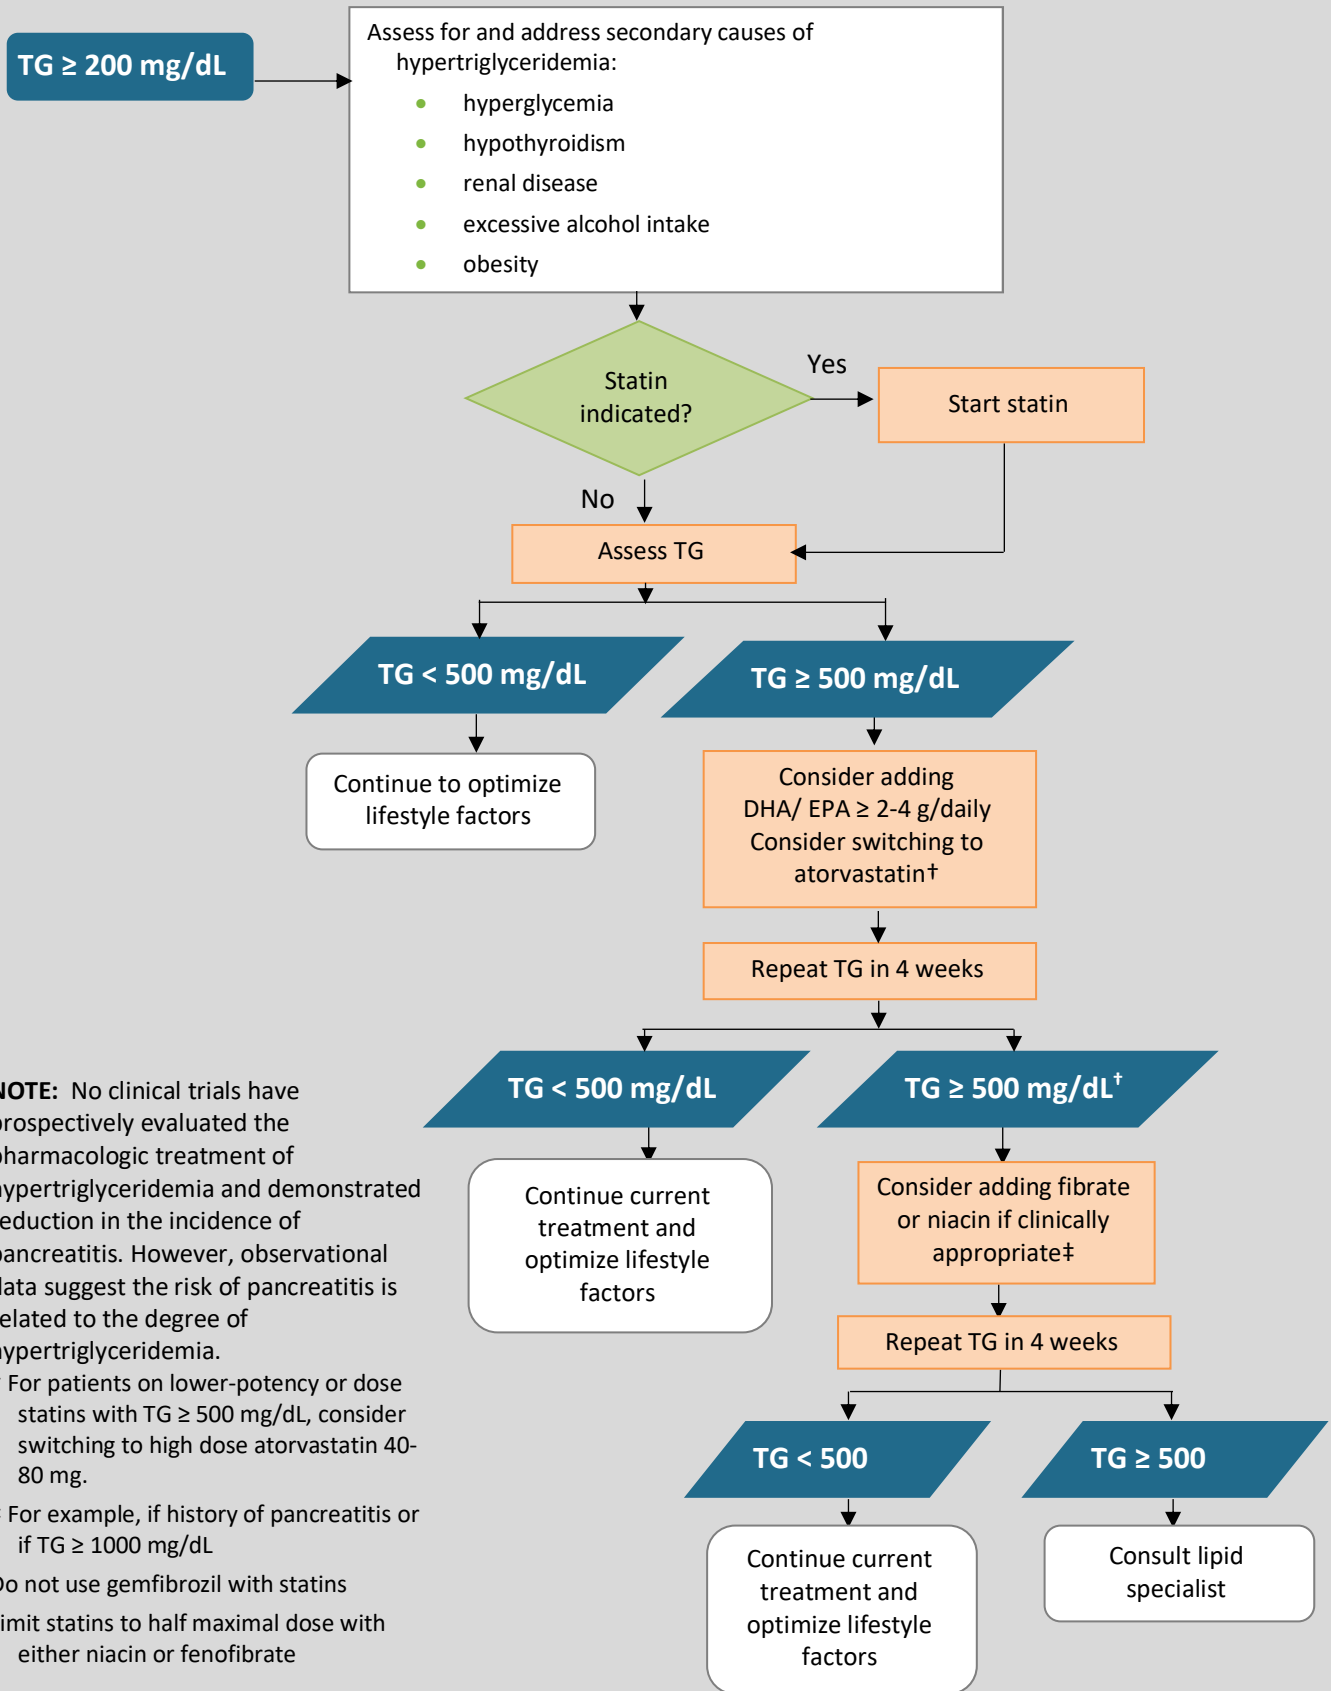 TG ≥ 200 mg/dL
Assess for and address secondary causes of
hypertriglyceridemia:
• hyperglycemia
• hypothyroidism
• renal disease
• excessive alcohol intake
• obesity
Statin
indicated?
Yes
Start statin
No
Assess TG
TG < 500 mg/dL
TG ≥ 500 mg/dL
Continue to optimize
lifestyle factors
Consider adding
DHA/ EPA ≥ 2-4 g/daily
Consider switching to
atorvastatin†
Repeat TG in 4 weeks
TG < 500 mg/dL
TG ≥ 500 mg/dL†
Continue current
treatment and
optimize lifestyle
factors
Consider adding fibrate
or niacin if clinically
appropriate‡
Repeat TG in 4 weeks
TG < 500
TG ≥ 500
Continue current
treatment and
optimize lifestyle
factors
Consult lipid
specialist
NOTE: No clinical trials have
prospectively evaluated the
pharmacologic treatment of
hypertriglyceridemia and demonstrated
reduction in the incidence of
pancreatitis. However, observational
data suggest the risk of pancreatitis is
related to the degree of
hypertriglyceridemia.
† For patients on lower-potency or dose
statins with TG ≥ 500 mg/dL, consider
switching to high dose atorvastatin 40-
80 mg.
‡ For example, if history of pancreatitis or
if TG ≥ 1000 mg/dL
Do not use gemfibrozil with statins
Limit statins to half maximal dose with
either niacin or fenofibrate